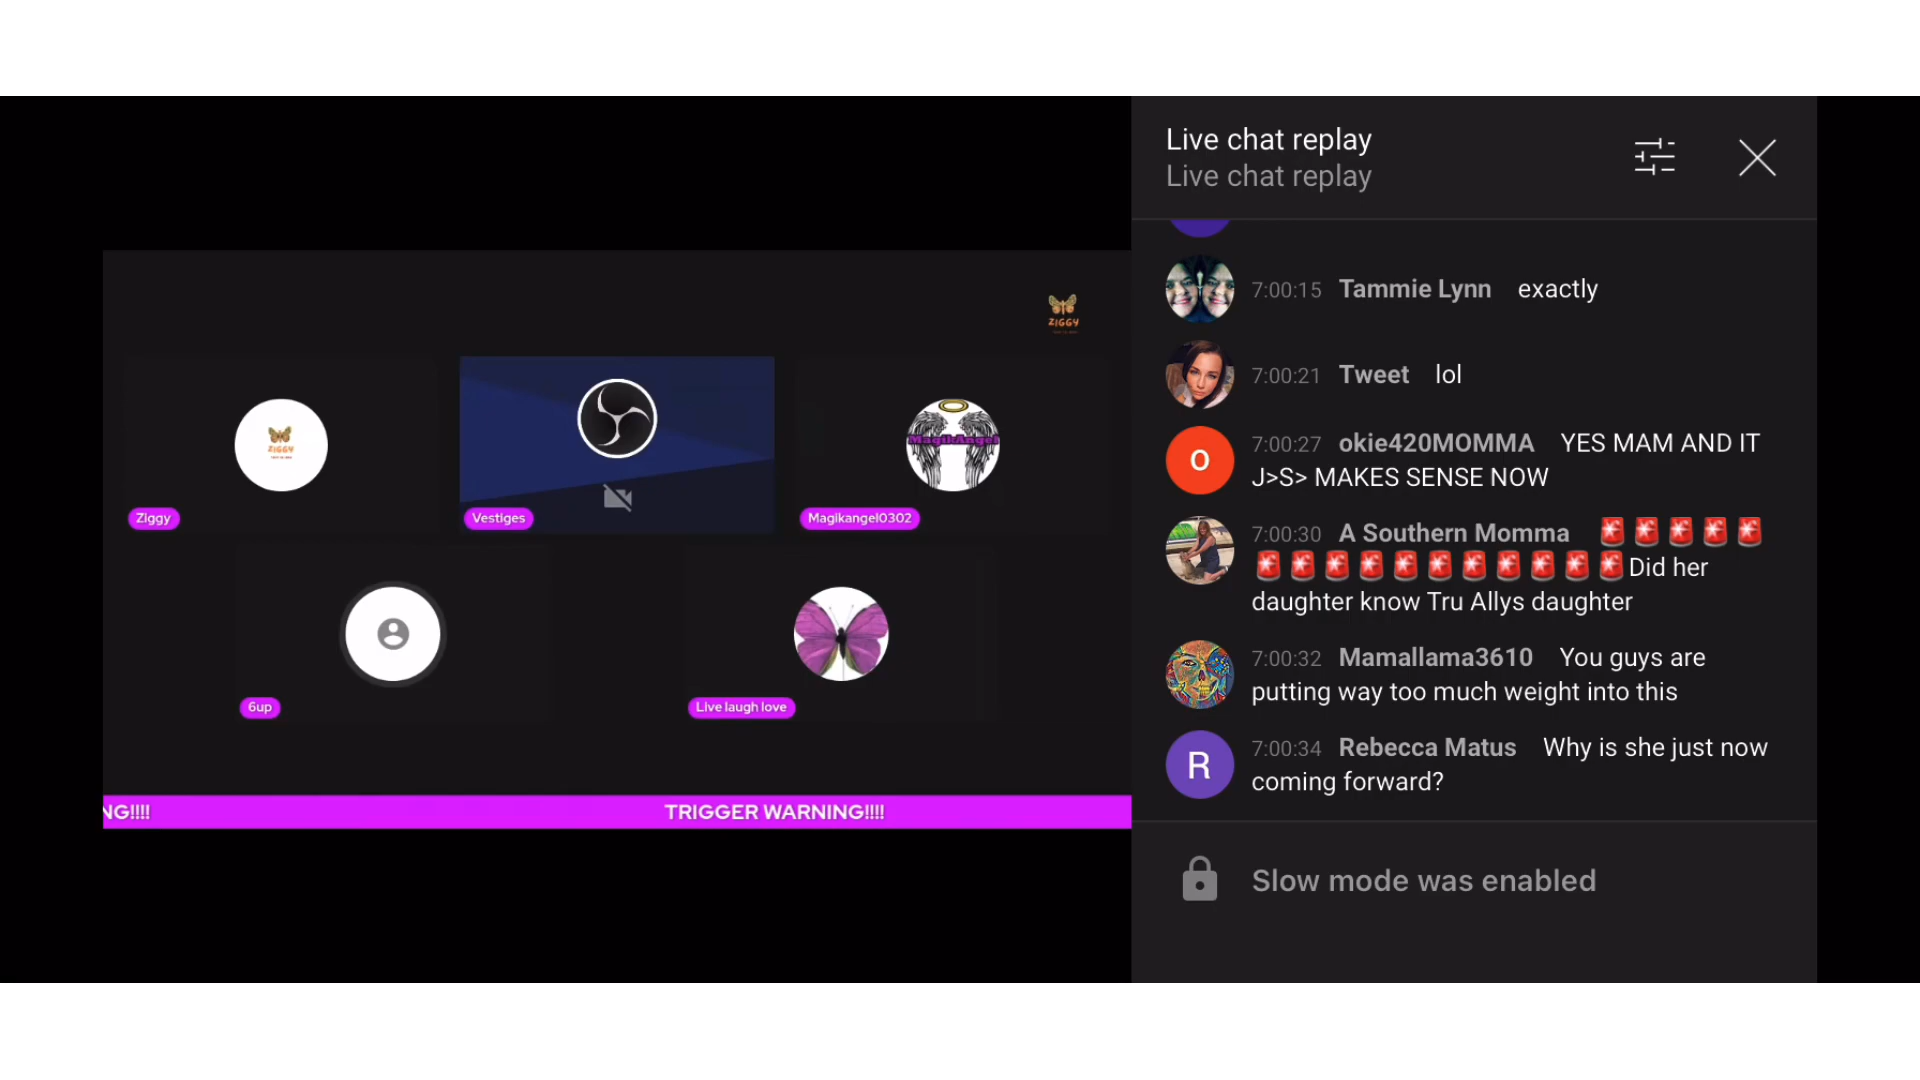 ZIGGY
ZIGGY
MagikAngel
Ziggy
Vestiges
Magikangel0302
6up
Live laugh love
NG!!!!
TRIGGER WARNING!!!!
Live chat replay
Live chat replay
7:00:15 Tammie Lynn exactly
7:00:21 Tweet lol
O
7:00:27 okie420MOMMA YES MAM AND IT
J>S> MAKES SENSE NOW
7:00:30 A Southern Momma 🚨🚨🚨🚨🚨
🚨🚨🚨🚨🚨🚨🚨🚨🚨🚨🚨Did her
daughter know Tru Allys daughter
7:00:32 Mamallama3610 You guys are
putting way too much weight into this
R
7:00:34 Rebecca Matus Why is she just now
coming forward?
Slow mode was enabled